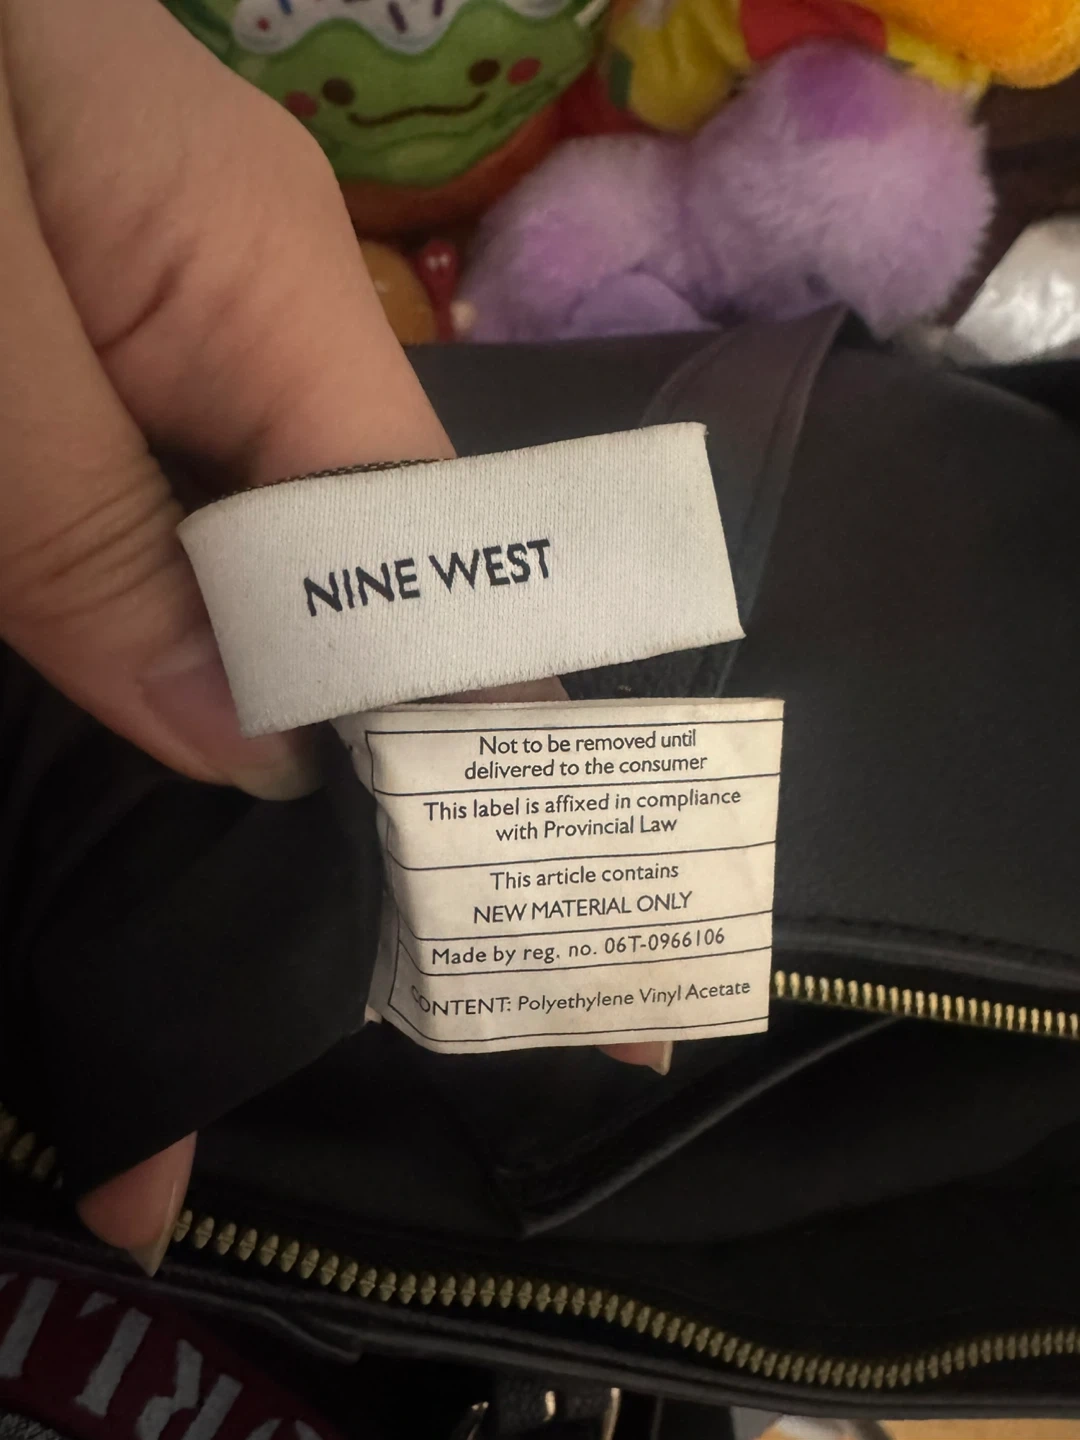 NINE WEST
Not to be removed until
delivered to the consumer
This label is affixed in compliance
with Provincial Law
This article contains
NEW MATERIAL ONLY
Made by reg. no. 06T-0966106
CONTENT: Polyethylene Vinyl Acetate